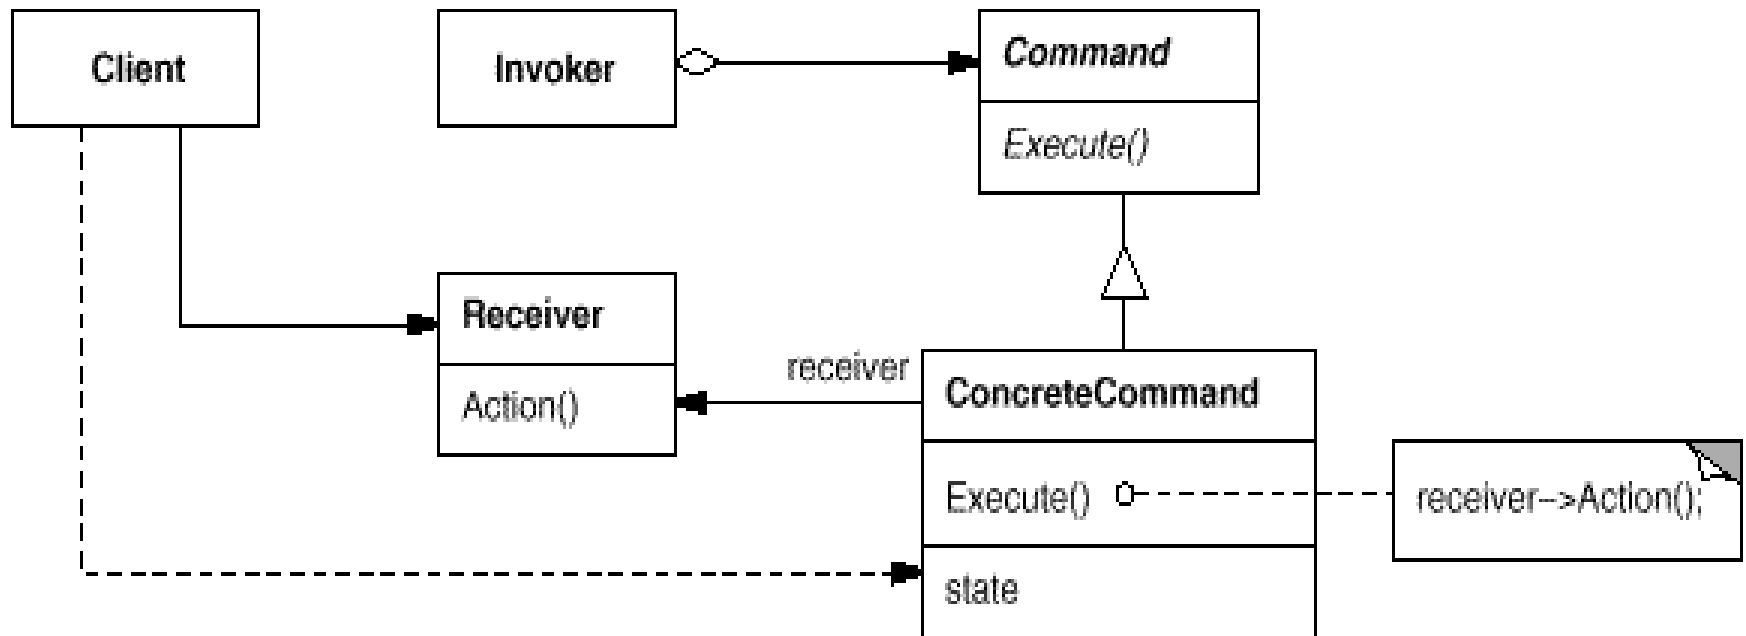 Client
Invoker
Command
Execute()
Receiver
Action()
receiver
ConcreteCommand
Execute()
receiver-->Action();
state